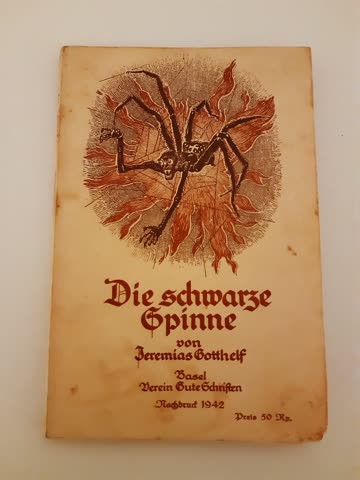 Die schwarze
Spinne
von
Jeremias Gotthelf
Basel
Verein Gute Schriften
Nachdruck 1942
Preis 50 Rp.